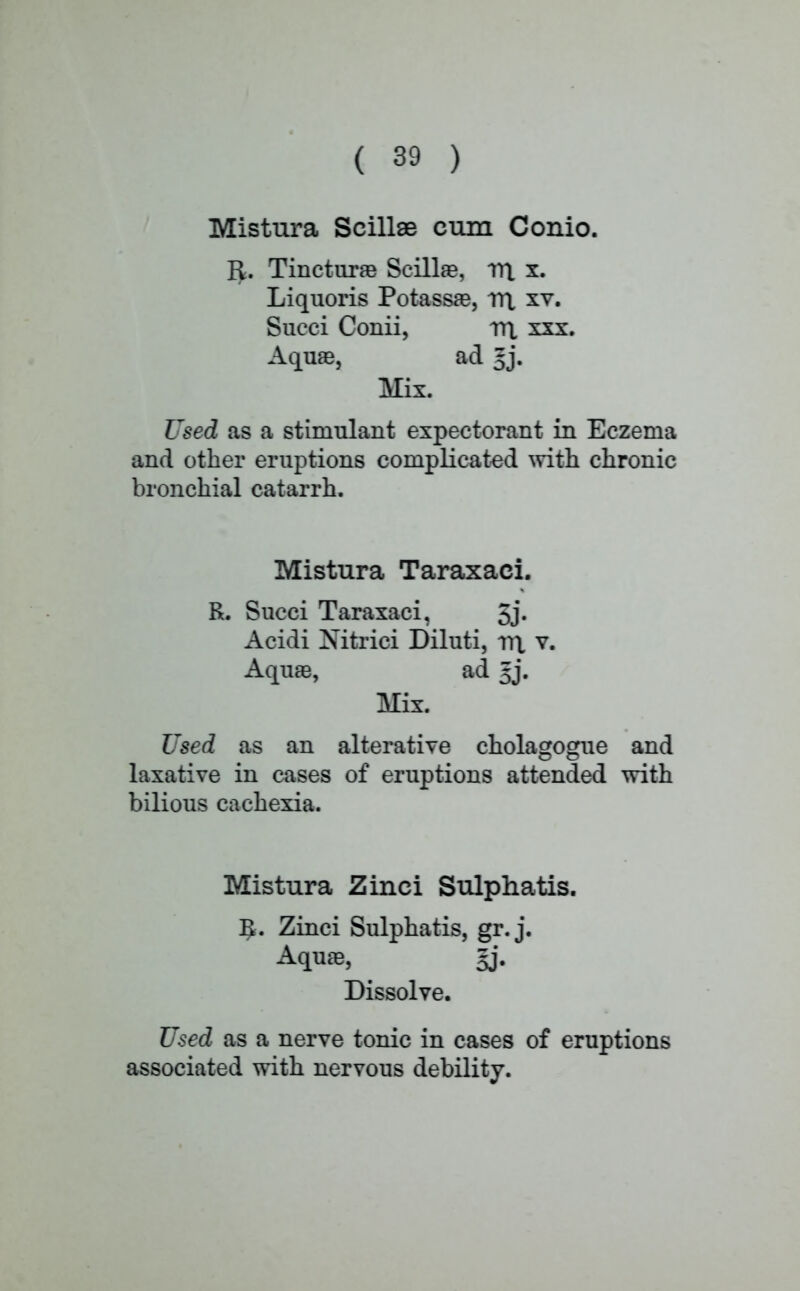 ( 39 )
Mistura Scillæ cum Conio.
℞. Tincturæ Scillæ, ♏ x.
Liquoris Potassæ, ♏ xv.
Succi Conii, ♏ xxx.
Aquæ, ad ℥j.
Mix.
Used as a stimulant expectorant in Eczema
and other eruptions complicated with chronic
bronchial catarrh.
Mistura Taraxaci.
R. Succi Taraxaci, ʒj.
Acidi Nitrici Diluti, ♏ v.
Aquæ, ad ℥j.
Mix.
Used as an alterative cholagogue and
laxative in cases of eruptions attended with
bilious cachexia.
Mistura Zinci Sulphatis.
℞. Zinci Sulphatis, gr. j.
Aquæ, ℥j.
Dissolve.
Used as a nerve tonic in cases of eruptions
associated with nervous debility.